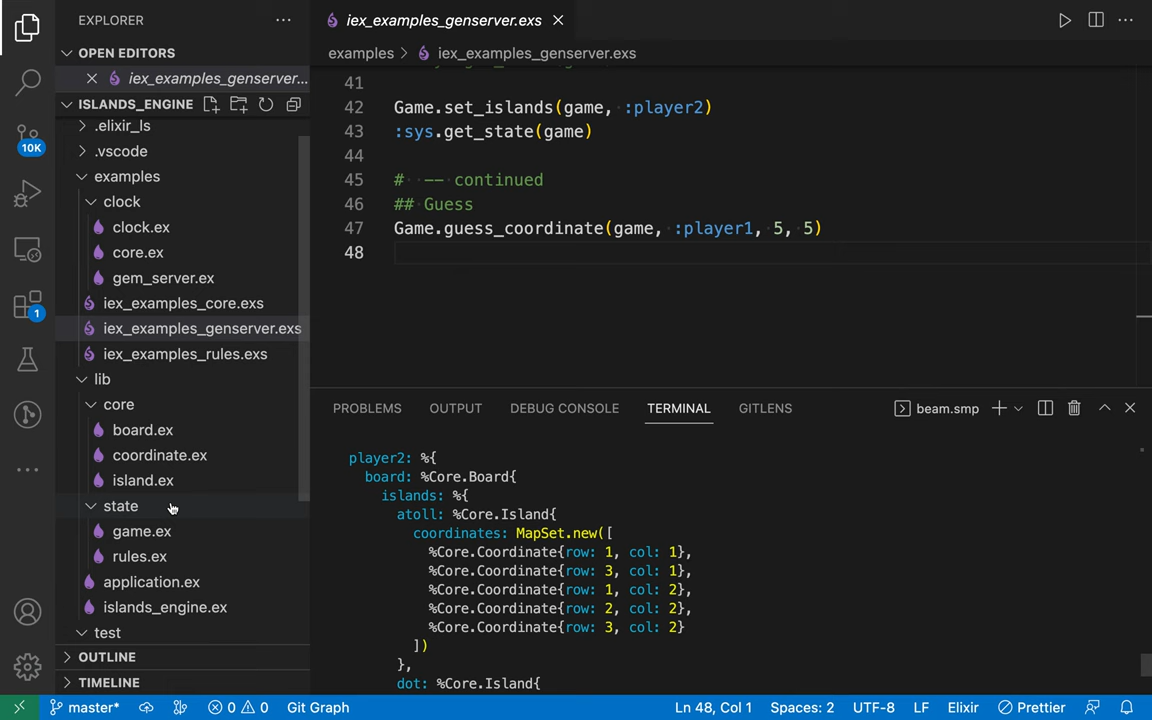 EXPLORER
OPEN EDITORS
iex_examples_genserver...
ISLANDS_ENGINE
.elixir_ls
.vscode
examples
clock
clock.ex
core.ex
gem_server.ex
iex_examples_core.exs
iex_examples_genserver.exs
iex_examples_rules.exs
lib
core
board.ex
coordinate.ex
island.ex
state
game.ex
rules.ex
application.ex
islands_engine.ex
test
OUTLINE
TIMELINE
10K
1
iex_examples_genserver.exs
examples > iex_examples_genserver.exs
41
42 Game.set_islands(game, :player2)
43 :sys.get_state(game)
44
45 # -- continued
46 ## Guess
47 Game.guess_coordinate(game, :player1, 5, 5)
48
PROBLEMS OUTPUT DEBUG CONSOLE TERMINAL GITLENS beam.smp
player2: %{
board: %Core.Board{
islands: %{
atoll: %Core.Island{
coordinates: MapSet.new([
%Core.Coordinate{row: 1, col: 1},
%Core.Coordinate{row: 3, col: 1},
%Core.Coordinate{row: 1, col: 2},
%Core.Coordinate{row: 2, col: 2},
%Core.Coordinate{row: 3, col: 2}
])
},
dot: %Core.Island{
master* 0 0 Git Graph Ln 48, Col 1 Spaces: 2 UTF-8 LF Elixir Prettier